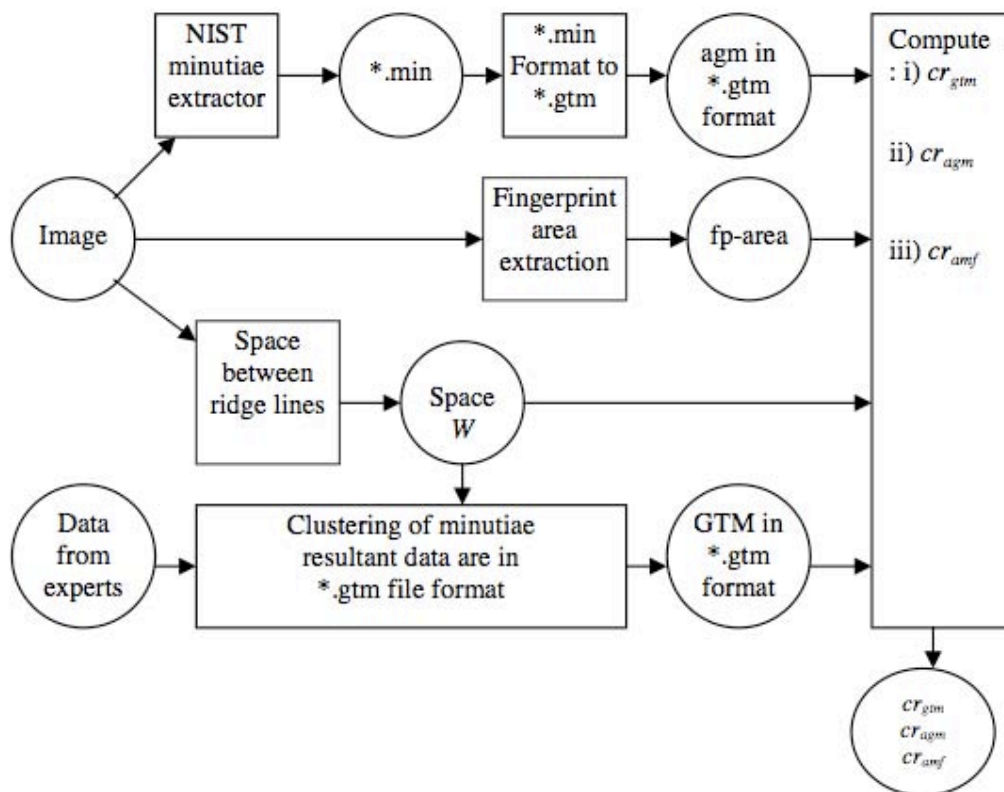 NIST
minutiae
extractor
*.min
*.min
Format to
*.gtm
agm in
*.gtm
format
Compute
: i) cr_gtm
ii) cr_agm
iii) cr_amf
Image
Fingerprint
area
extraction
fp-area
Space
between
ridge lines
Space
W
Data
from
experts
Clustering of minutiae
resultant data are in
*.gtm file format
GTM in
*.gtm
format
cr_gtm
cr_agm
cr_amf